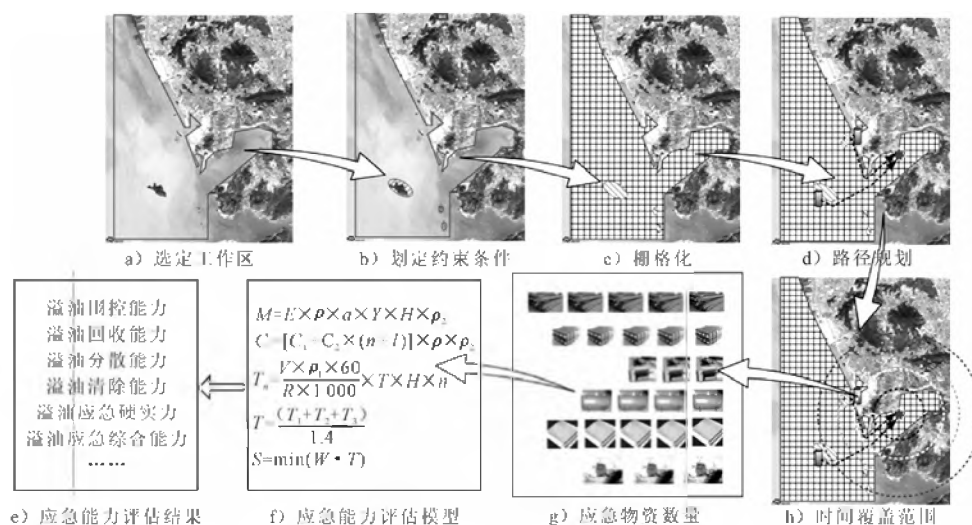 a) 选定工作区
b) 划定约束条件
c) 栅格化
d) 路径规划
溢油围控能力
溢油回收能力
溢油分散能力
溢油清除能力
溢油应急硬实力
溢油应急综合能力
……
M=E×ρ×a×Y×H×ρ₂
C=[C₁-C₂×(n-l)]×ρ×ρ₂
Tₙ=V×ρ₁×60/R×1 000×T×H×n
T=(T₁+T₂+T₃)/1.4
S=min(W·T)
e) 应急能力评估结果
f) 应急能力评估模型
g) 应急物资数量
h) 时间覆盖范围